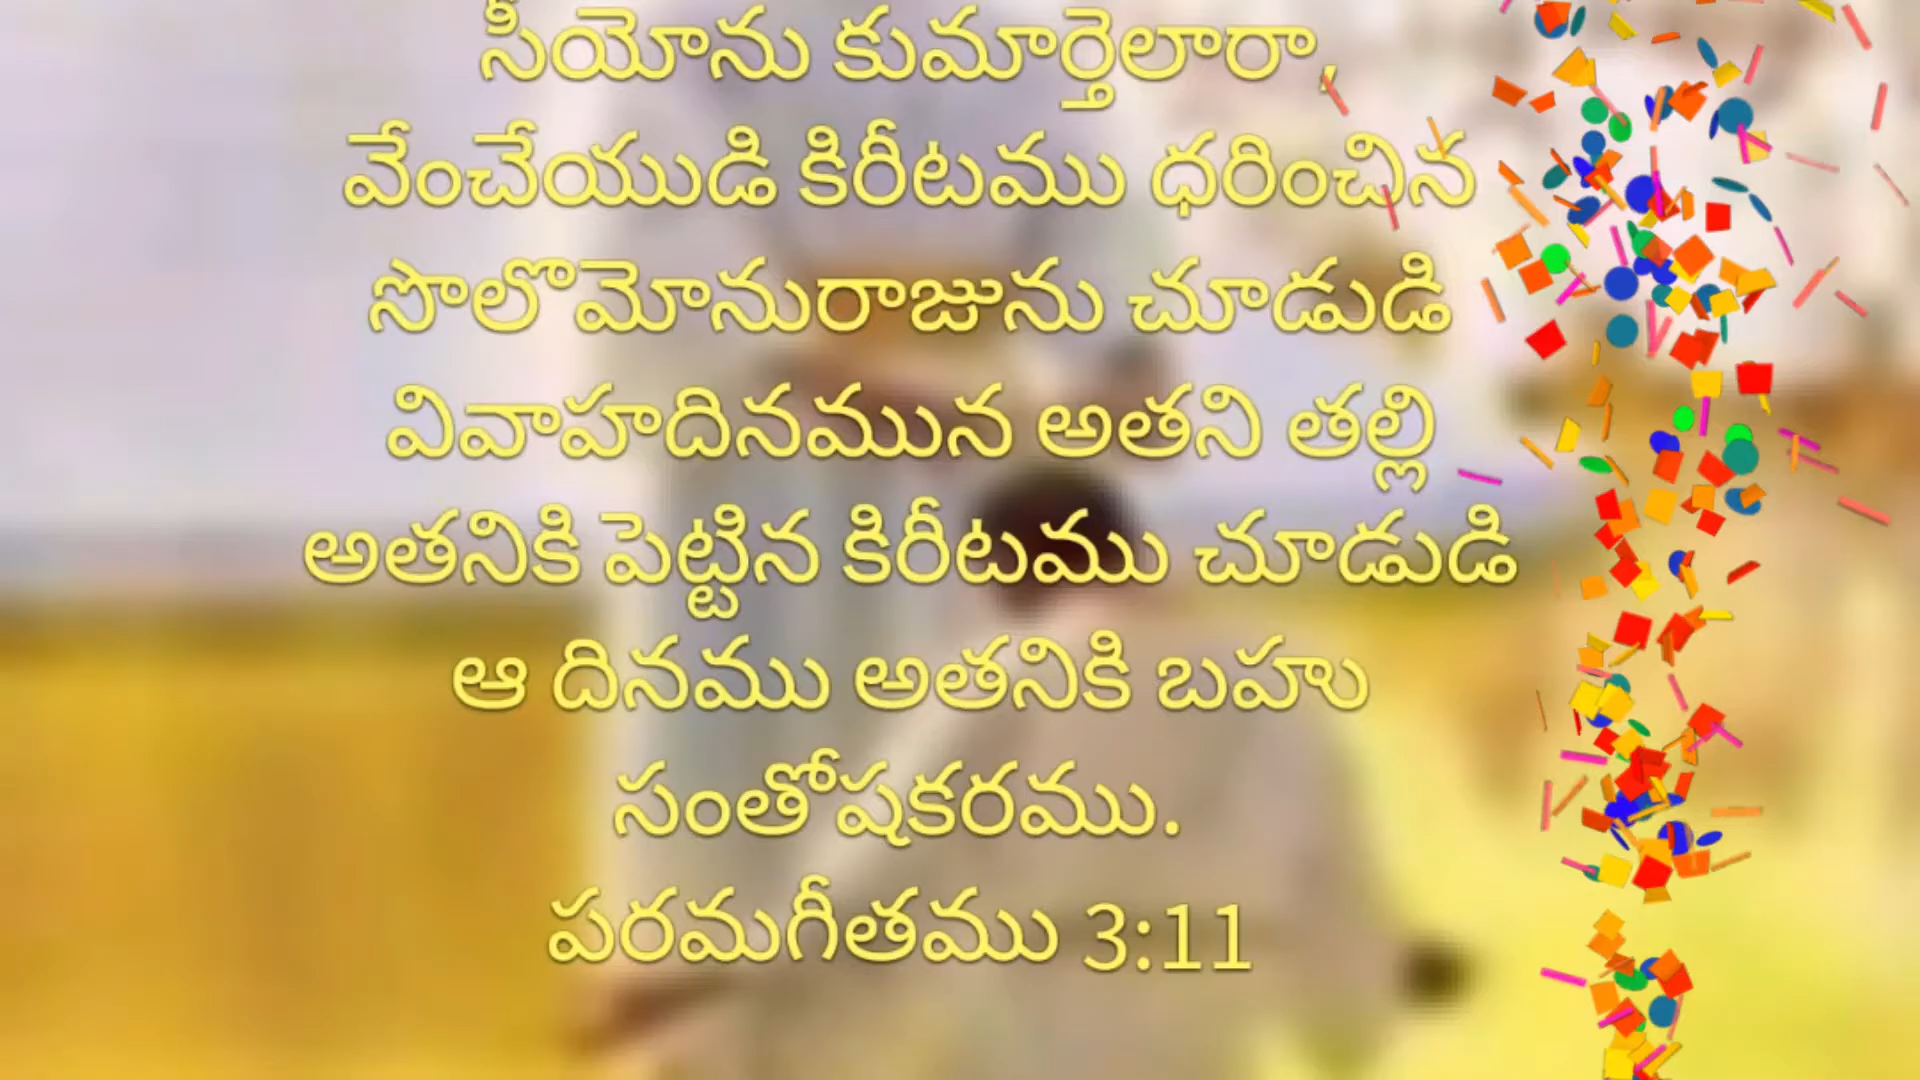 సీయోను కుమార్తెలారా,
వేంచేయుడి కిరీటము ధరించిన
సొలొమోనురాజును చూడుడి
వివాహదినమున అతని తల్లి
అతనికి పెట్టిన కిరీటము చూడుడి
ఆ దినము అతనికి బహు
సంతోషకరము.
పరమగీతము 3:11